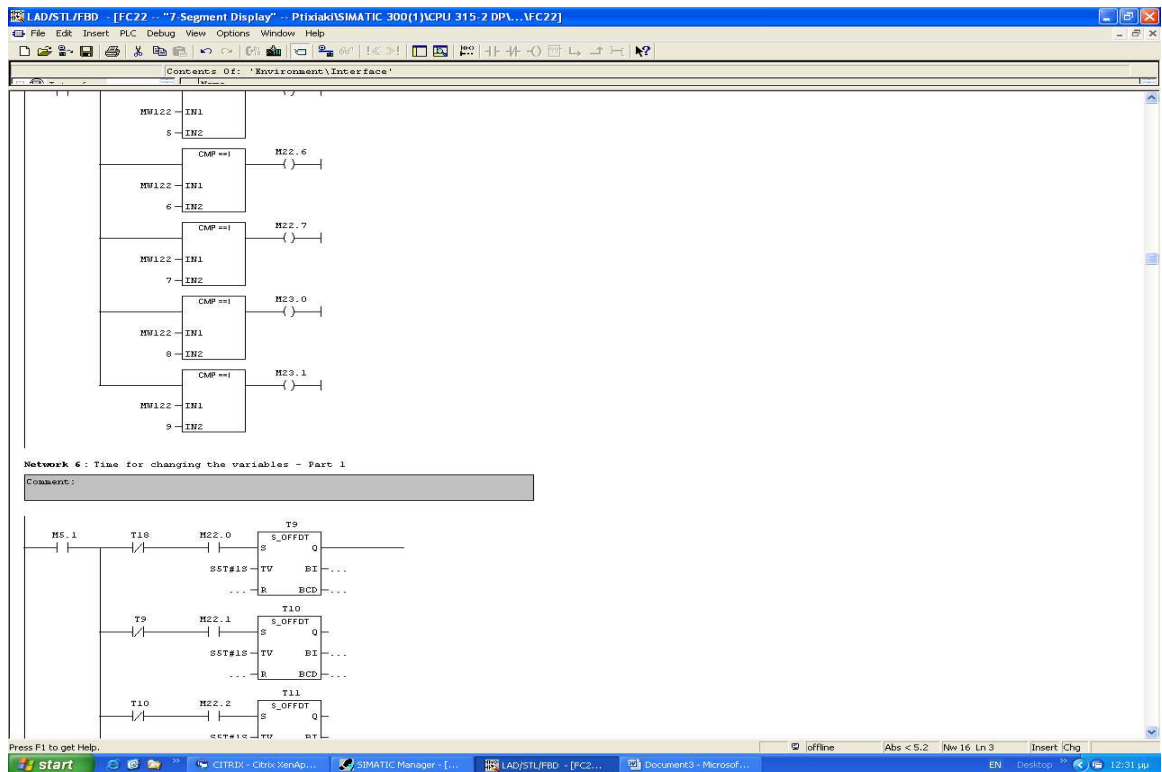 LAD/STL/FBD - [FC22 -- "7-Segment Display" -- Ptixiaki\SIMATIC 300(1)\CPU 315-2 DP\...\FC22]
File Edit Insert PLC Debug View Options Window Help
Contents Of: 'Environment\Interface'
Name
MW122 IN1
5 IN2
CMP ==I M22.6
( )
MW122 IN1
6 IN2
CMP ==I M22.7
( )
MW122 IN1
7 IN2
CMP ==I M23.0
( )
MW122 IN1
8 IN2
CMP ==I M23.1
( )
MW122 IN1
9 IN2
Network 6 : Time for changing the variables - Part 1
Comment:
T9
M5.1 T18 M22.0 S_OFFDT
S Q
S5T#1S TV BI ...
... R BCD ...
T10
T9 M22.1 S_OFFDT
S Q
S5T#1S TV BI ...
... R BCD ...
T11
T10 M22.2 S_OFFDT
S Q
S5T#1S TV BI
Press F1 to get Help. offline Abs < 5.2 Nw 16 Ln 3 Insert Chg
start CITRIX - Citrix XenAp... SIMATIC Manager - [... LAD/STL/FBD - [FC2... Document3 - Microsof... EN Desktop 12:31 μμ